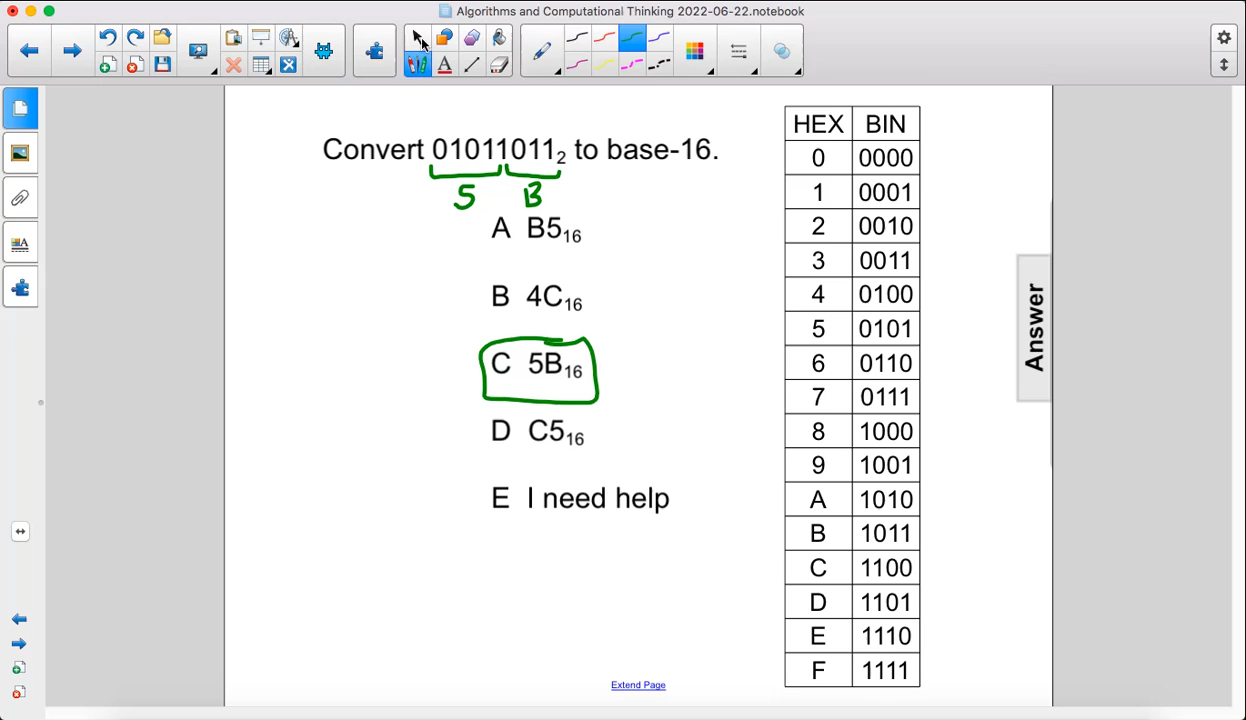 Algorithms and Computational Thinking 2022-06-22.notebook
Convert 01011011₂ to base-16.
5 B
A B5₁₆
B 4C₁₆
C 5B₁₆
D C5₁₆
E I need help
HEX BIN
0 0000
1 0001
2 0010
3 0011
4 0100
5 0101
6 0110
7 0111
8 1000
9 1001
A 1010
B 1011
C 1100
D 1101
E 1110
F 1111
Answer
Extend Page